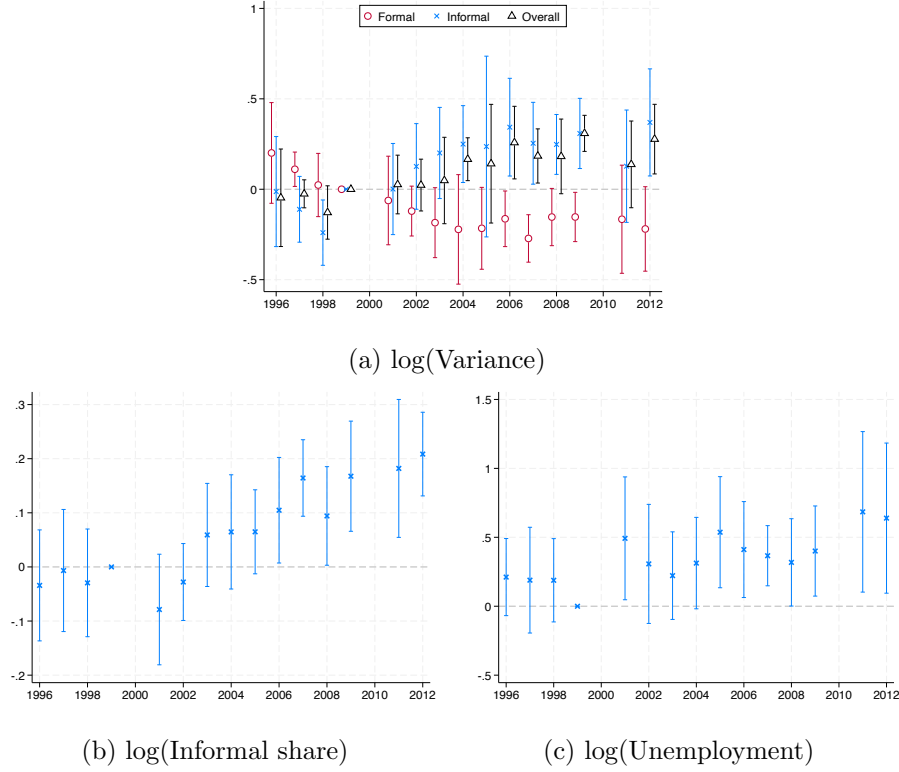 Formal Informal Overall
1
.5
0
-.5
1996 1998 2000 2002 2004 2006 2008 2010 2012
(a) log(Variance)
.3
.2
.1
0
-.1
-.2
1996 1998 2000 2002 2004 2006 2008 2010 2012
(b) log(Informal share)
1.5
1
.5
0
-.5
1996 1998 2000 2002 2004 2006 2008 2010 2012
(c) log(Unemployment)